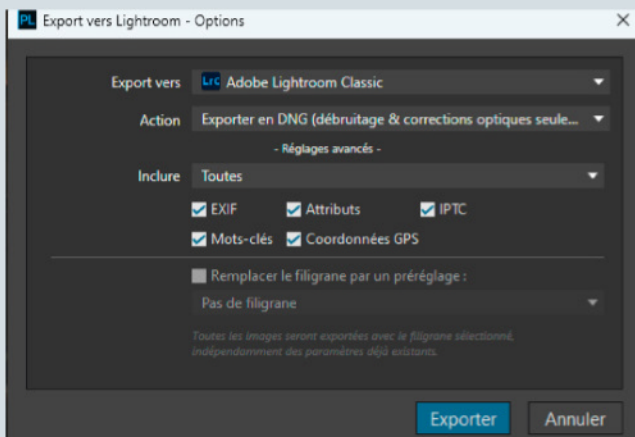 PL Export vers Lightroom - Options
Export vers LrC Adobe Lightroom Classic
Action Exporter en DNG (débruitage & corrections optiques seule...
- Réglages avancés -
Inclure Toutes
EXIF Attributs IPTC
Mots-clés Coordonnées GPS
Remplacer le filigrane par un préréglage :
Pas de filigrane
Toutes les images seront exportées avec le filigrane sélectionné,
indépendamment des paramètres déjà existants.
Exporter Annuler